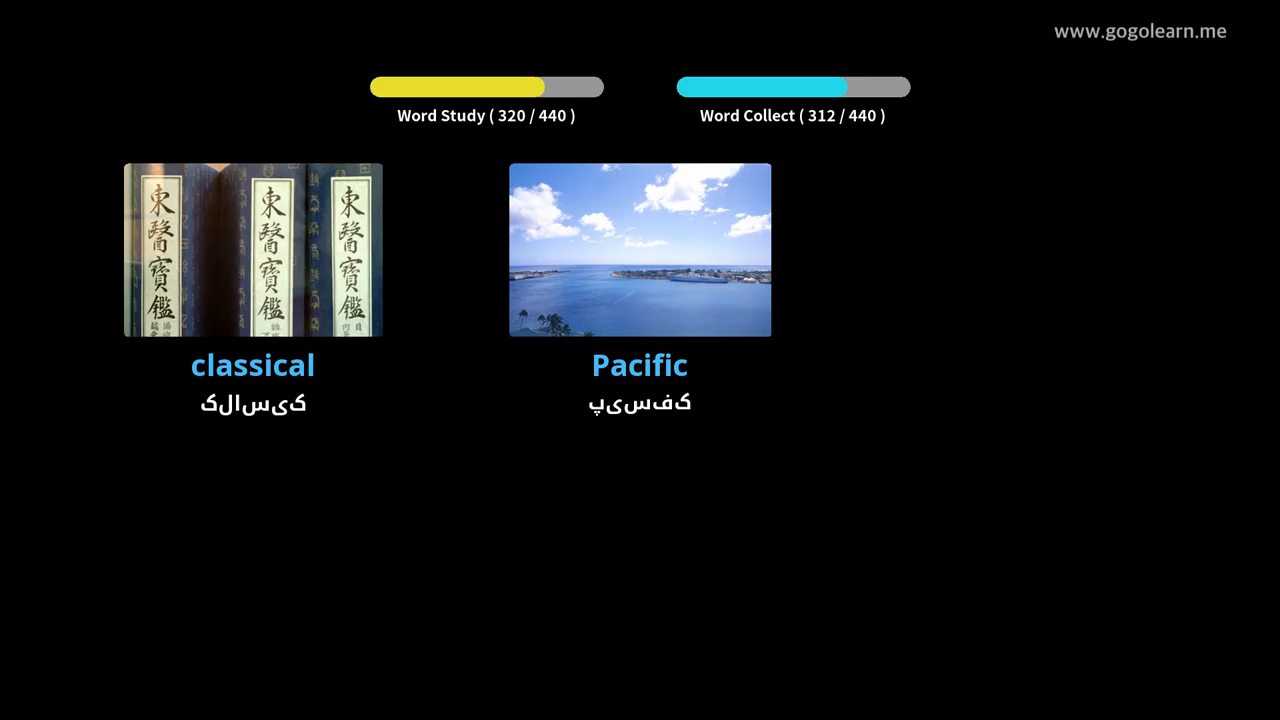 www.gogolearn.me
Word Study ( 320 / 440 )
Word Collect ( 312 / 440 )
東醫寶鑑
東醫寶鑑
東醫寶鑑
classical
کیسالک
Pacific
کفسیپ